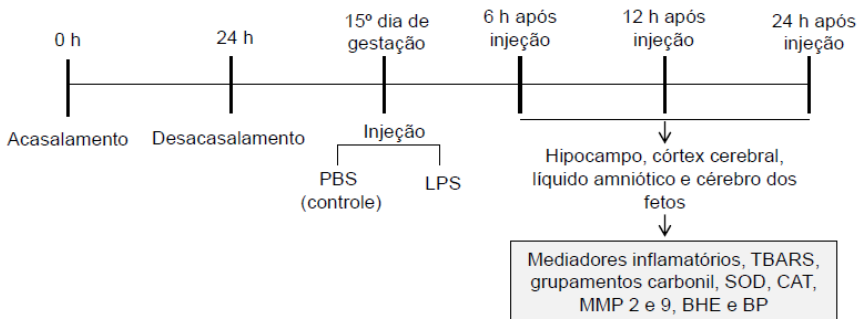 0 h
24 h
15º dia de
gestação
6 h após
injeção
12 h após
injeção
24 h após
injeção
Acasalamento
Desacasalamento
Injeção
PBS
(controle)
LPS
Hipocampo, córtex cerebral,
líquido amniótico e cérebro dos
fetos
Mediadores inflamatórios, TBARS,
grupamentos carbonil, SOD, CAT,
MMP 2 e 9, BHE e BP